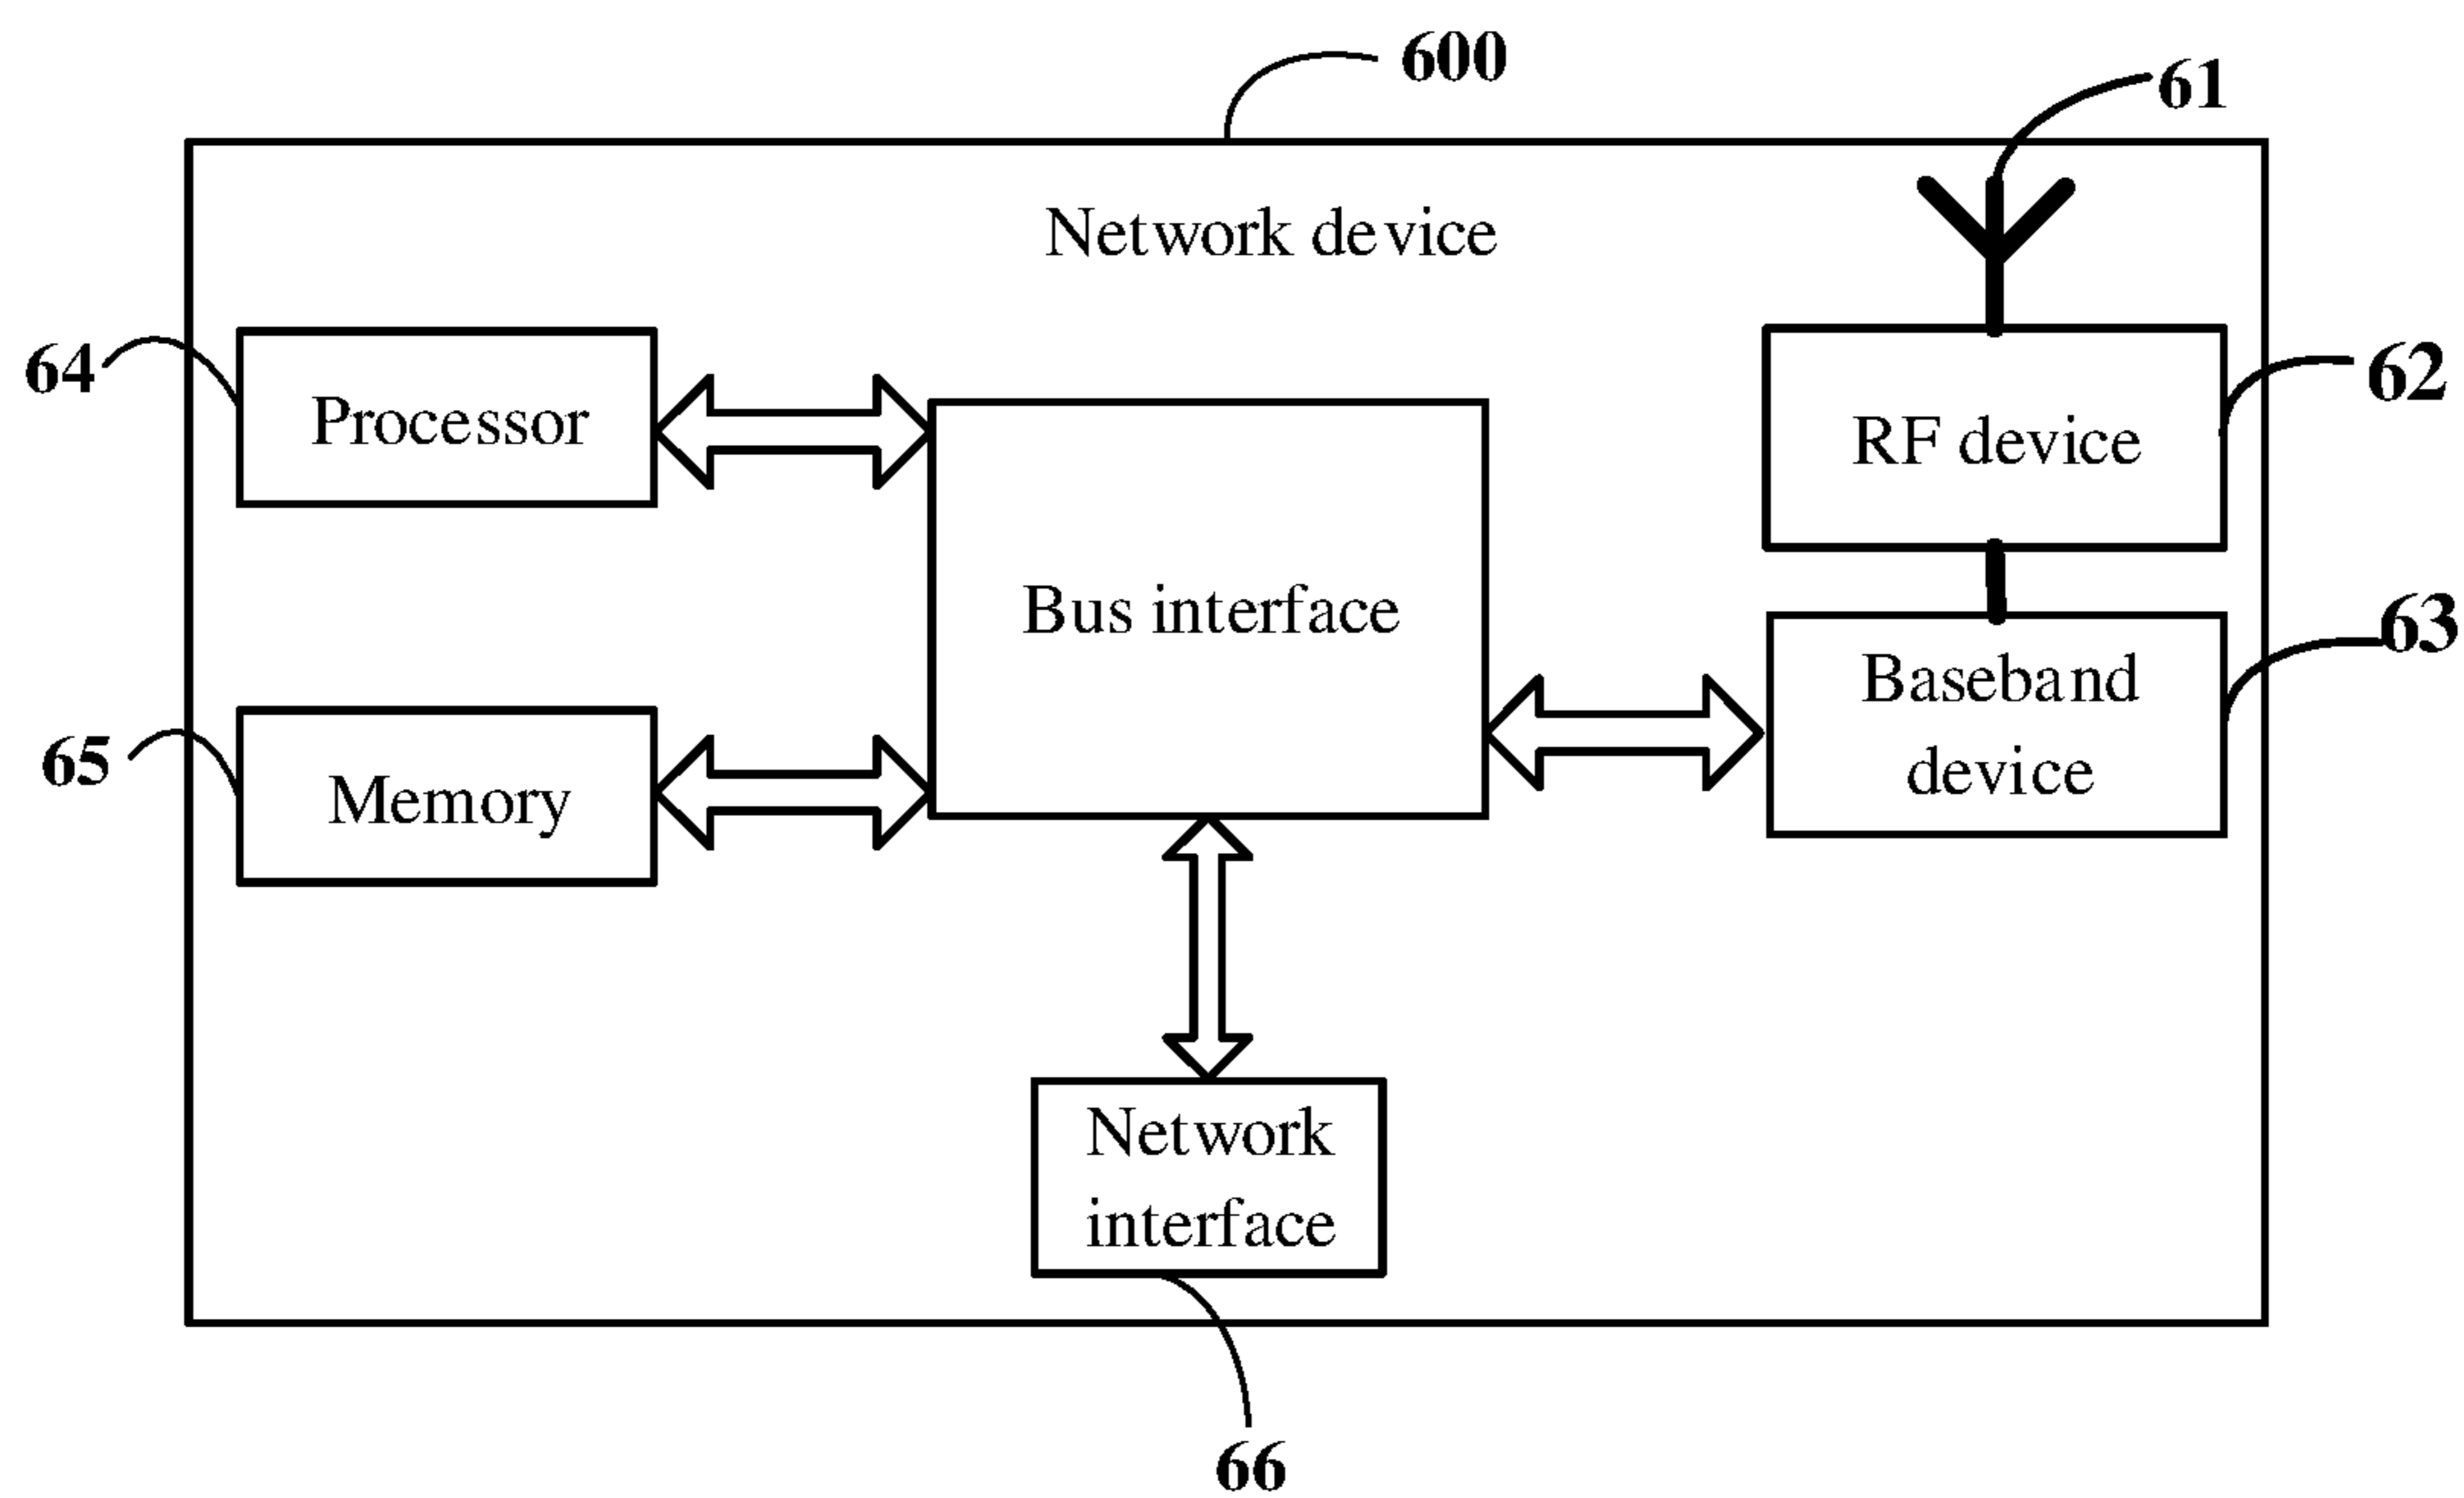 600
61
Network device
64
Processor
RF device
62
Bus interface
63
Baseband
device
65
Memory
Network
interface
66